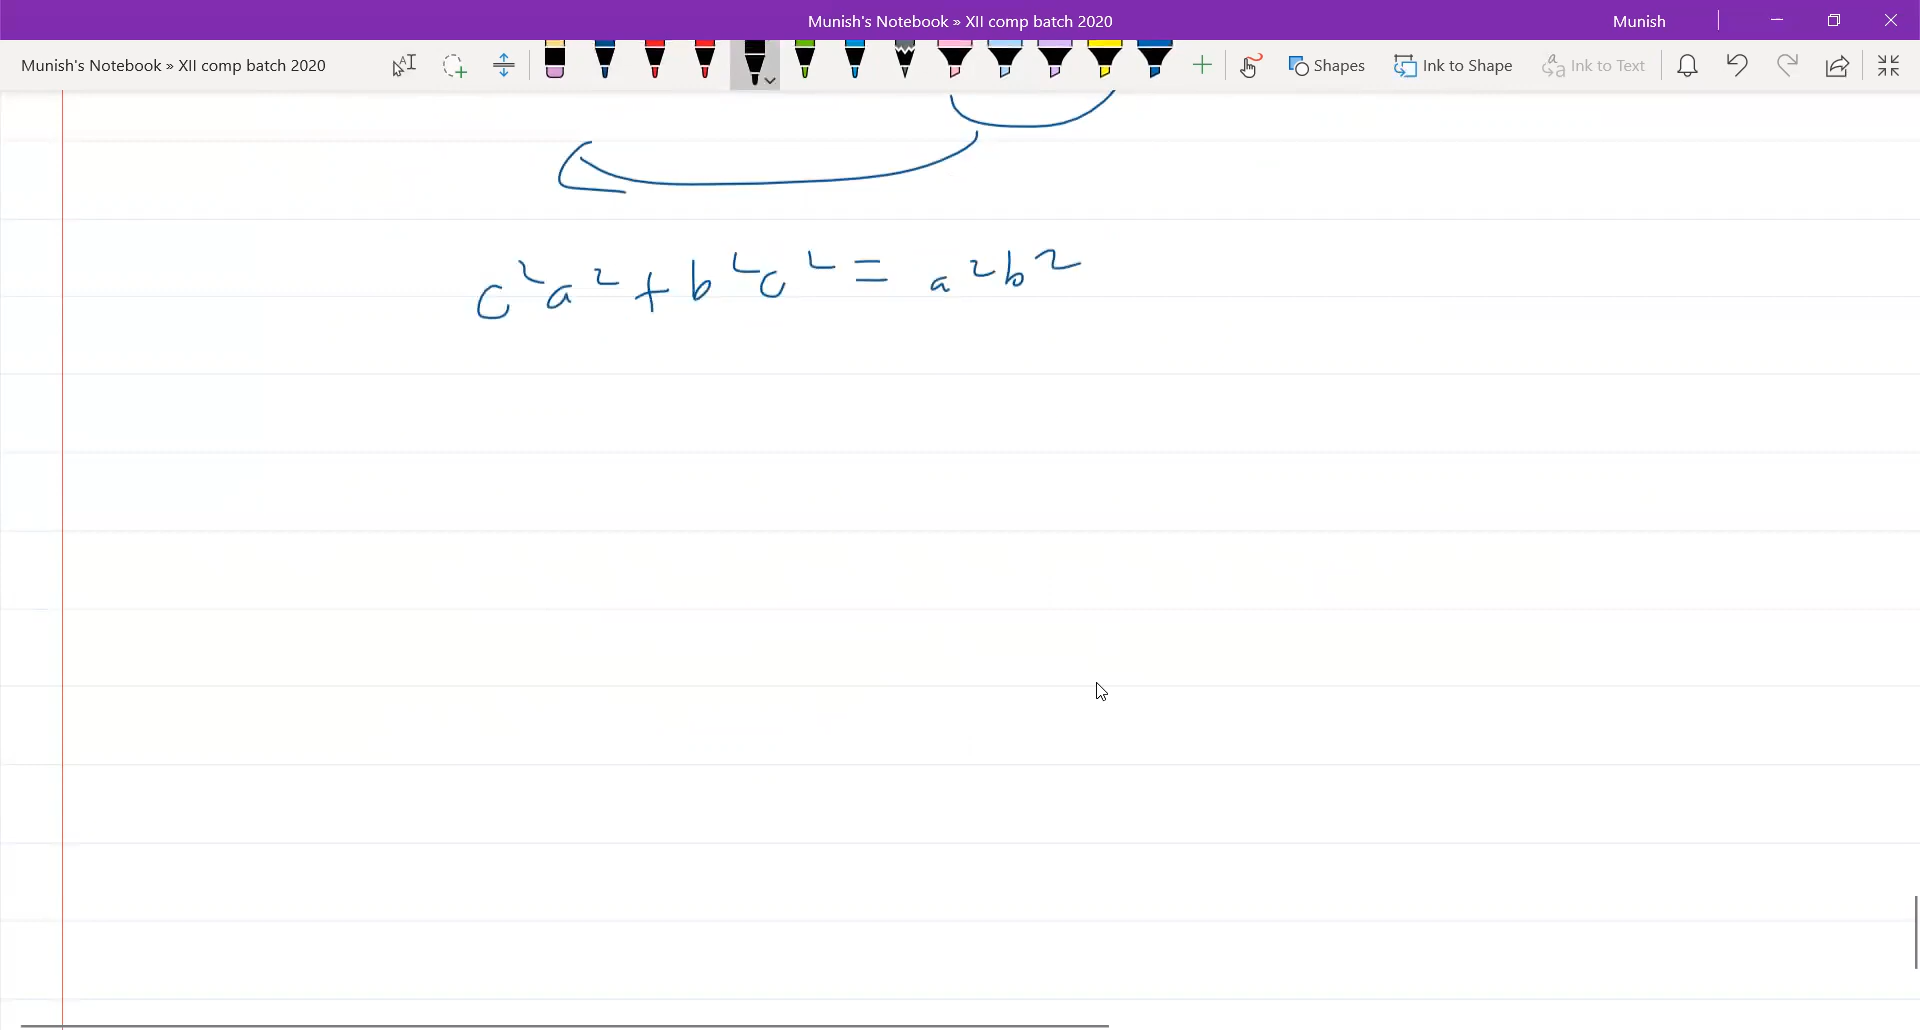 Munish's Notebook » XII comp batch 2020
Munish
Munish's Notebook » XII comp batch 2020
Shapes
Ink to Shape
Ink to Text
c²a² + b²c² = a²b²